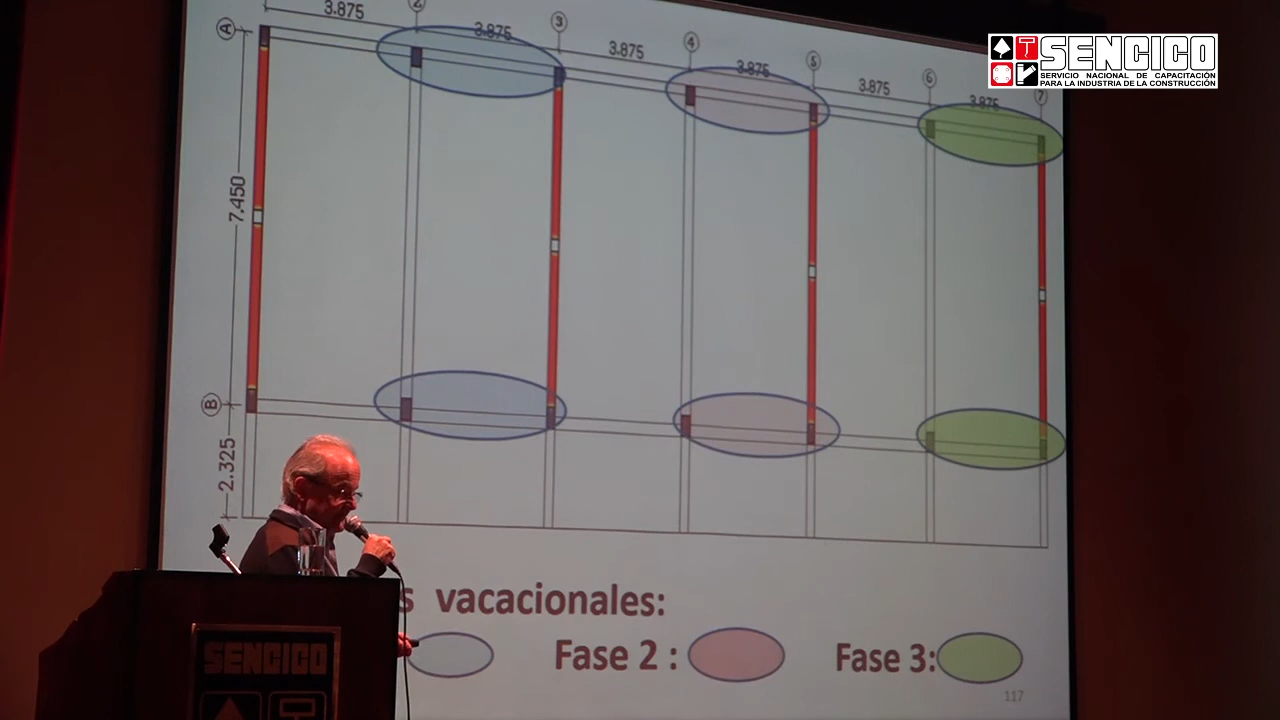 3.875
2
3.875
3
3.875
4
3.875
5
3.875
6
3.875
7
A
7.450
B
2.325
SENCICO
SERVICIO NACIONAL DE CAPACITACIÓN
PARA LA INDUSTRIA DE LA CONSTRUCCIÓN
s vacacionales:
Fase 2 :
Fase 3:
117
SENCICO